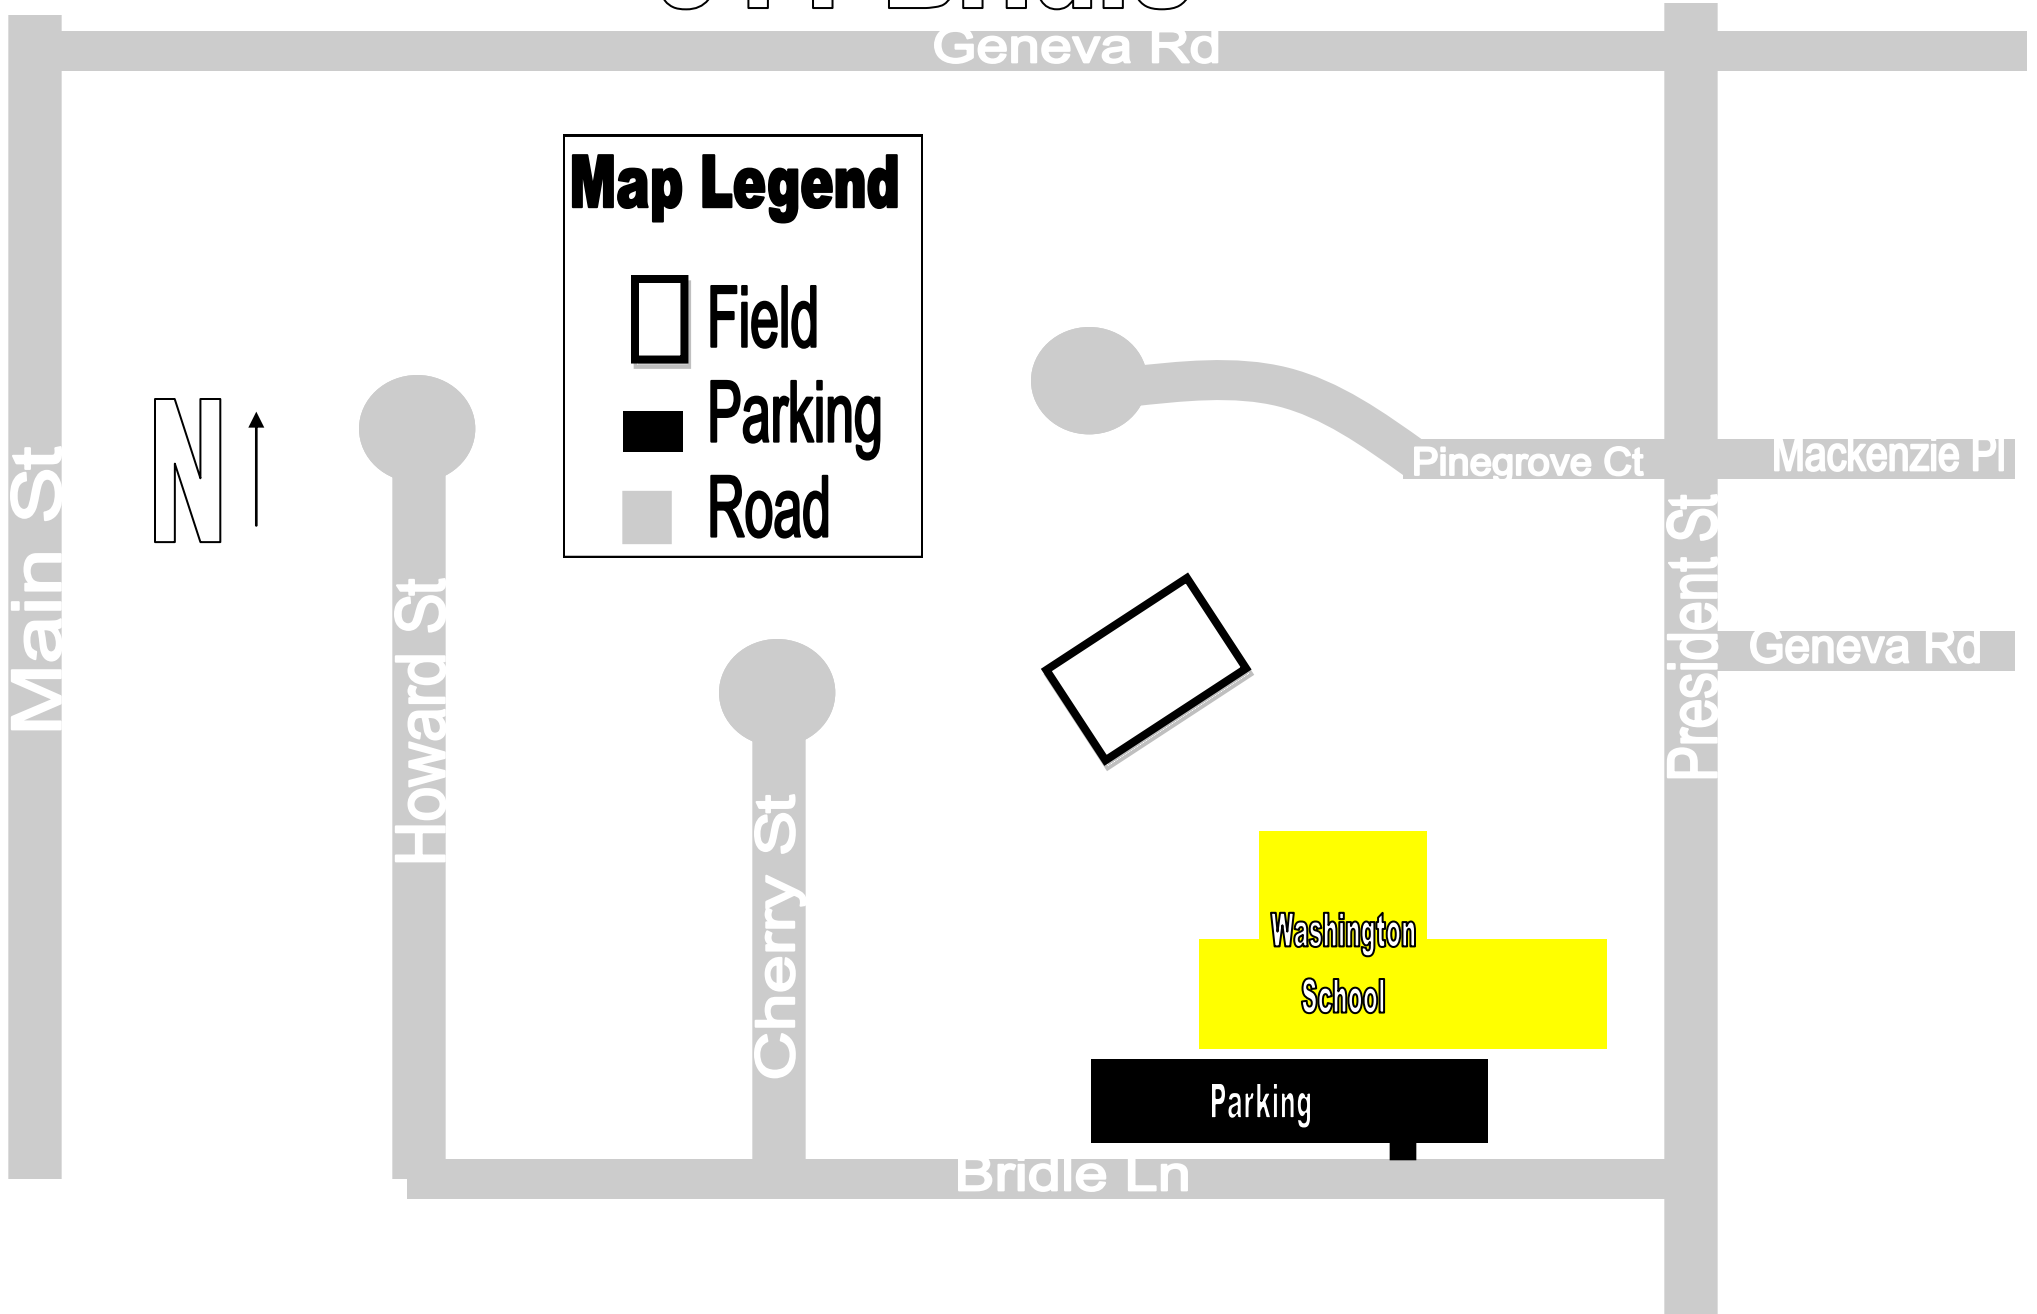 Geneva Rd
Map Legend
Field
Parking
Road
N
Main St
Howard St
Cherry St
Pinegrove Ct
Mackenzie Pl
President St
Geneva Rd
Washington
School
Parking
Bridle Ln